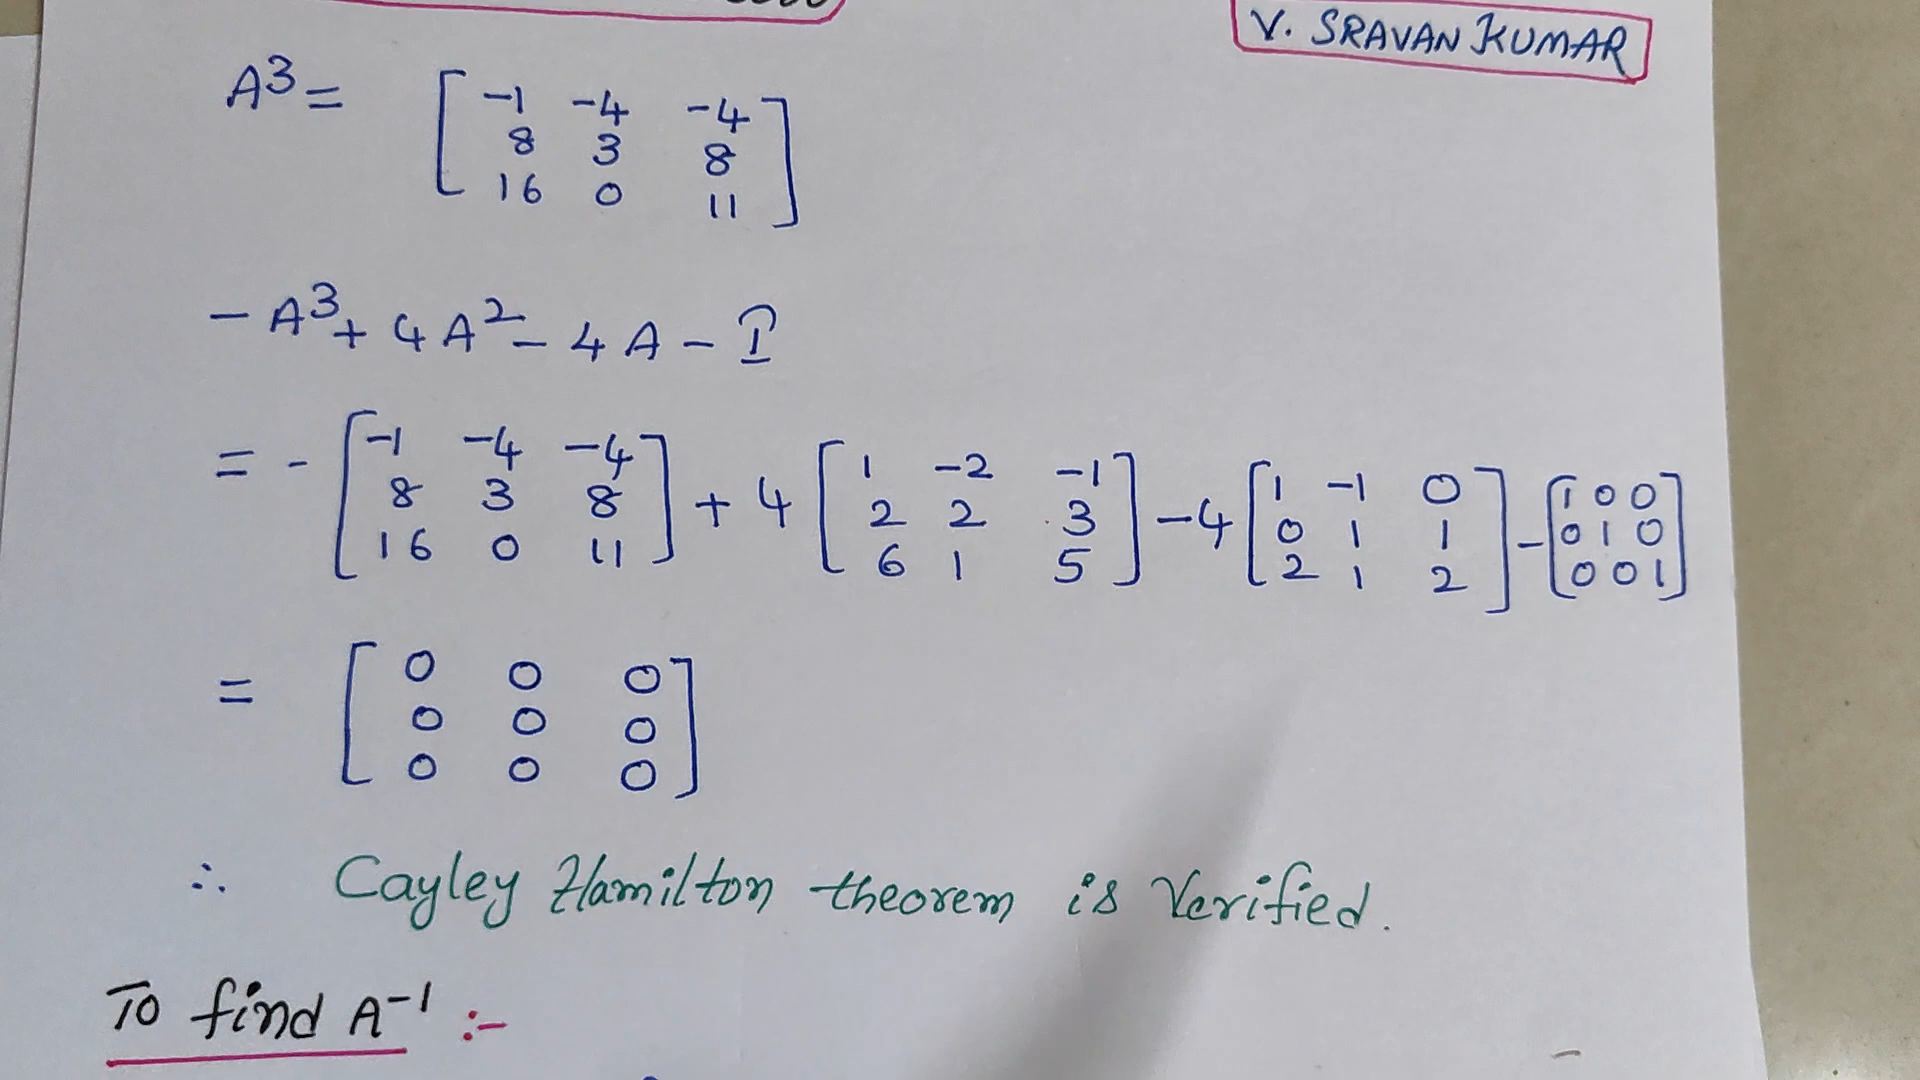 V. SRAVAN KUMAR
A³ = [ -1 -4 -4
8 3 8
16 0 11 ]
- A³ + 4A² - 4A - I
= - [ -1 -4 -4 ] + 4 [ 1 -2 -1 ] - 4 [ 1 -1 0 ] - [ 1 0 0 ]
[ 8 3 8 ] [ 2 2 3 ] [ 0 1 1 ] [ 0 1 0 ]
[ 16 0 11 ] [ 6 1 5 ] [ 2 1 2 ] [ 0 0 1 ]
= [ 0 0 0
0 0 0
0 0 0 ]
∴ Cayley Hamilton theorem is Verified.
To find A⁻¹ :-